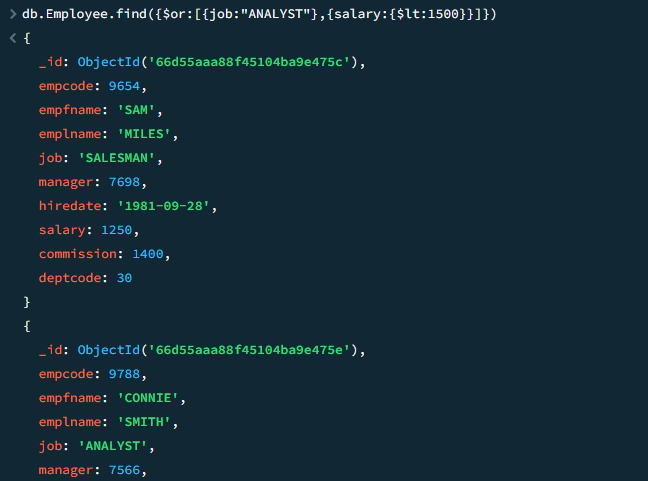 > db.Employee.find({$or:[{job:"ANALYST"},{salary:{$lt:1500}}]})
< {
_id: ObjectId('66d55aaa88f45104ba9e475c'),
empcode: 9654,
empfname: 'SAM',
emplname: 'MILES',
job: 'SALESMAN',
manager: 7698,
hiredate: '1981-09-28',
salary: 1250,
commission: 1400,
deptcode: 30
}
{
_id: ObjectId('66d55aaa88f45104ba9e475e'),
empcode: 9788,
empfname: 'CONNIE',
emplname: 'SMITH',
job: 'ANALYST',
manager: 7566,